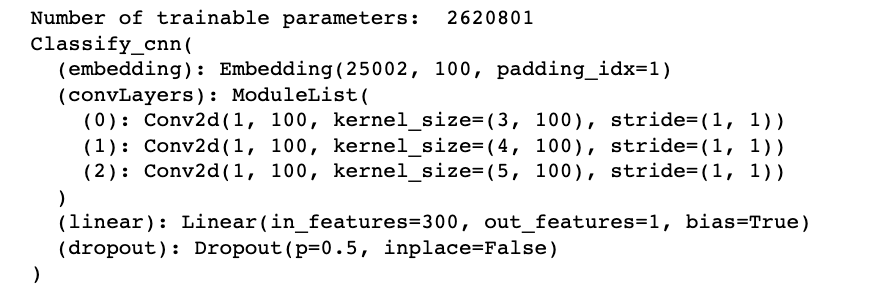 Number of trainable parameters:  2620801
Classify_cnn(
  (embedding): Embedding(25002, 100, padding_idx=1)
  (convLayers): ModuleList(
    (0): Conv2d(1, 100, kernel_size=(3, 100), stride=(1, 1))
    (1): Conv2d(1, 100, kernel_size=(4, 100), stride=(1, 1))
    (2): Conv2d(1, 100, kernel_size=(5, 100), stride=(1, 1))
  )
  (linear): Linear(in_features=300, out_features=1, bias=True)
  (dropout): Dropout(p=0.5, inplace=False)
)